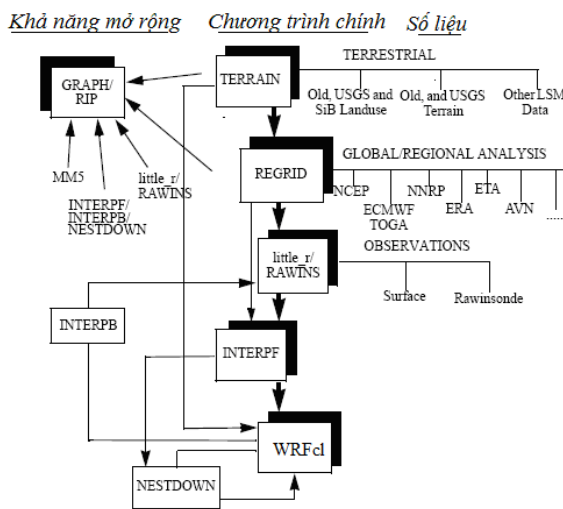 Khả năng mở rộng
Chương trình chính
Số liệu
TERRESTRIAL
GRAPH/
RIP
TERRAIN
Old, USGS and
SiB Landuse
Old, and USGS
Terrain
Other LSM
Data
GLOBAL/REGIONAL ANALYSIS
MM5
little_r/
RAWINS
REGRID
NCEP
NNRP
ETA
INTERPF/
INTERPB/
NESTDOWN
ECMWF
TOGA
ERA
AVN
......
OBSERVATIONS
little_r/
RAWINS
Surface
Rawinsonde
INTERPB
INTERPF
WRFcl
NESTDOWN